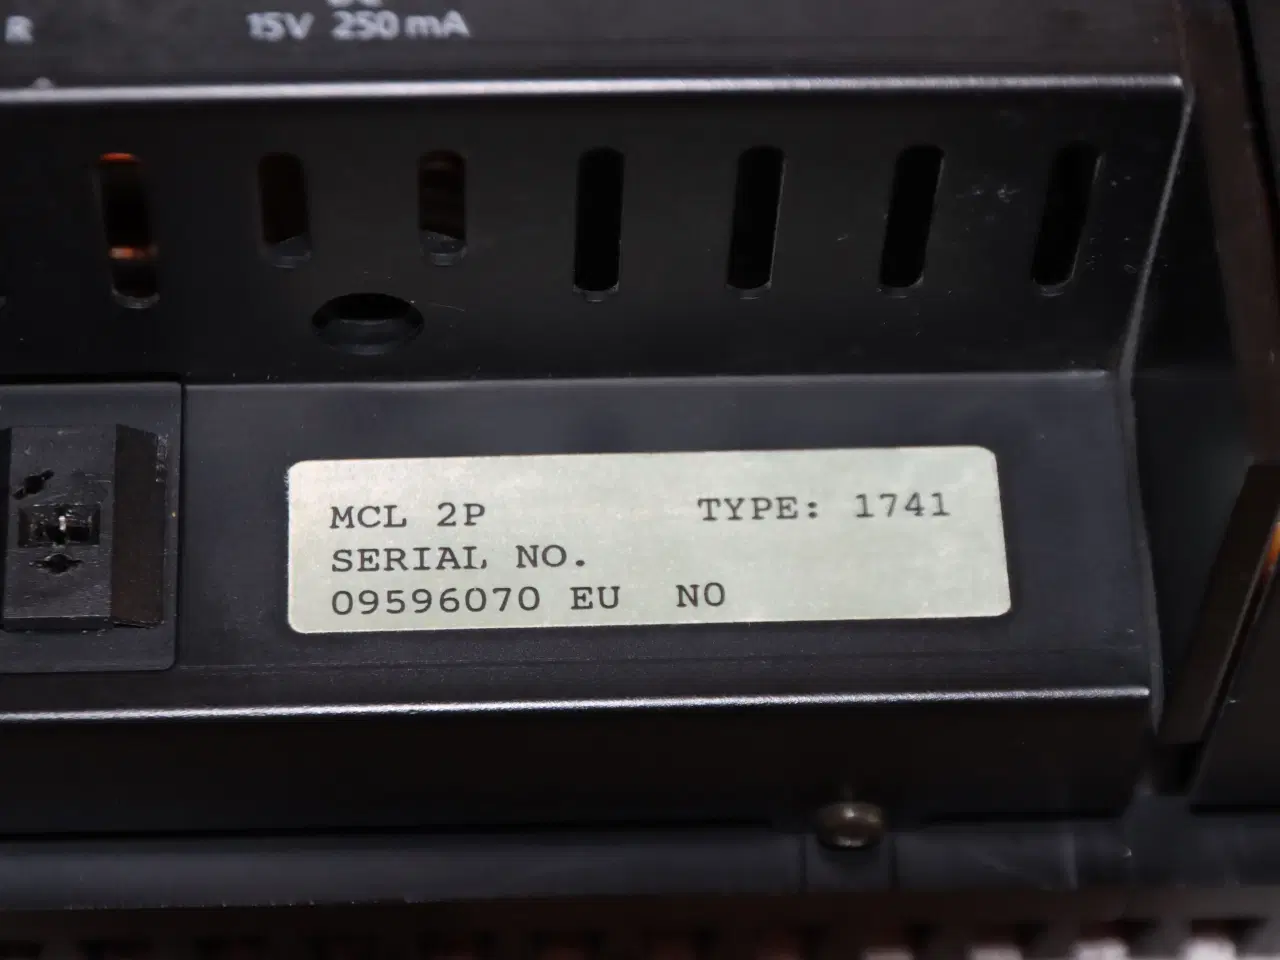 R
15V 250 mA
MCL 2P TYPE: 1741
SERIAL NO.
09596070 EU NO